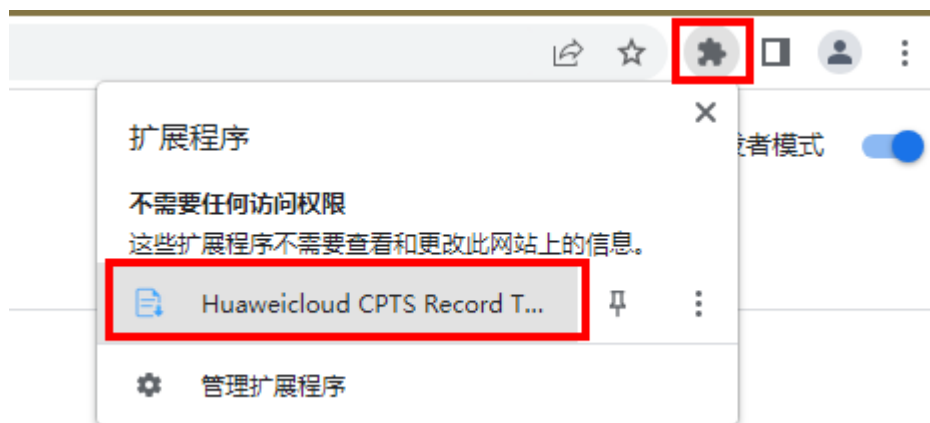 扩展程序
者模式
不需要任何访问权限
这些扩展程序不需要查看和更改此网站上的信息。
Huaweicloud CPTS Record T...
管理扩展程序